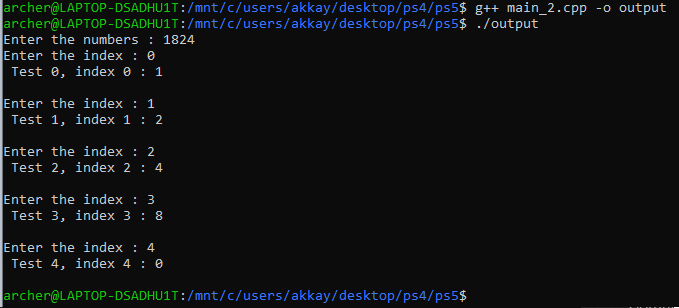 archer@LAPTOP-DSADHU1T:/mnt/c/users/akkay/desktop/ps4/ps5$ g++ main_2.cpp -o output
archer@LAPTOP-DSADHU1T:/mnt/c/users/akkay/desktop/ps4/ps5$ ./output
Enter the numbers : 1824
Enter the index : 0
 Test 0, index 0 : 1
Enter the index : 1
 Test 1, index 1 : 2
Enter the index : 2
 Test 2, index 2 : 4
Enter the index : 3
 Test 3, index 3 : 8
Enter the index : 4
 Test 4, index 4 : 0
archer@LAPTOP-DSADHU1T:/mnt/c/users/akkay/desktop/ps4/ps5$